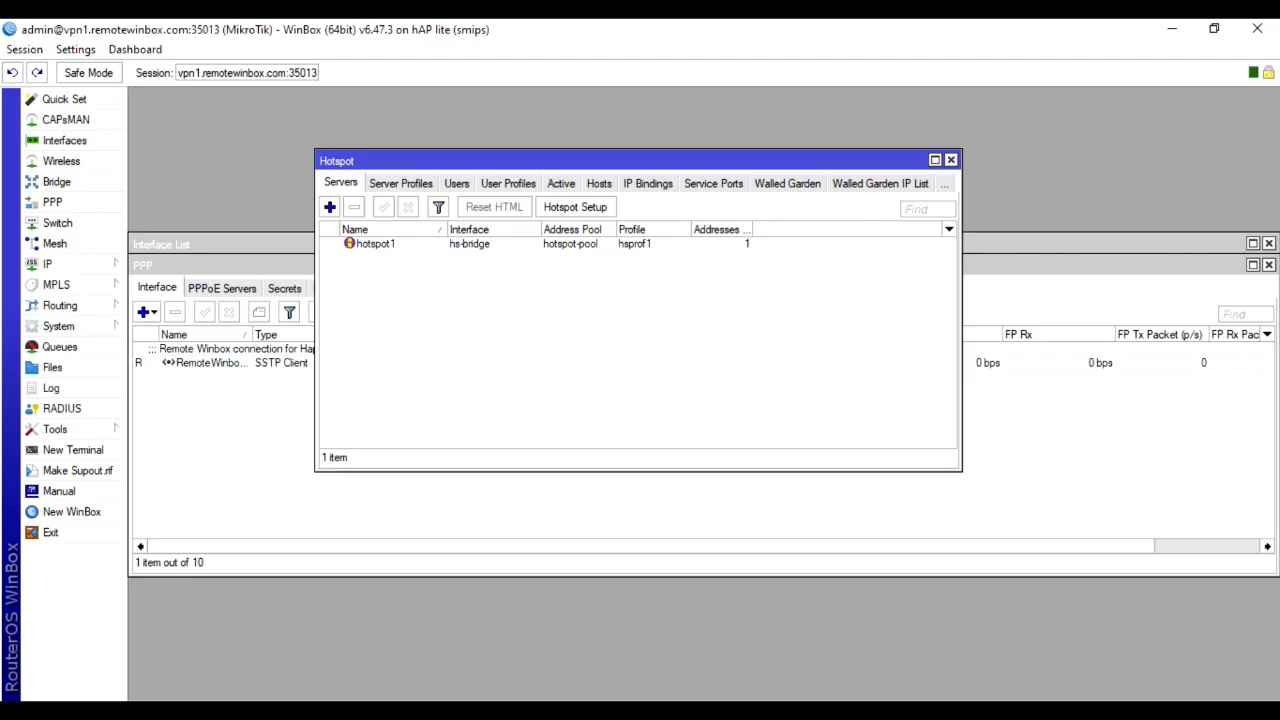 admin@vpn1.remotewinbox.com:35013 (MikroTik) - WinBox (64bit) v6.47.3 on hAP lite (smips)
Session Settings Dashboard
Safe Mode Session: vpn1.remotewinbox.com:35013
Quick Set
CAPsMAN
Interfaces
Wireless
Bridge
PPP
Switch
Mesh
IP
MPLS
Routing
System
Queues
Files
Log
RADIUS
Tools
New Terminal
Make Supout.rif
Manual
New WinBox
Exit
RouterOS WinBox
Hotspot
Servers Server Profiles Users User Profiles Active Hosts IP Bindings Service Ports Walled Garden Walled Garden IP List ...
Reset HTML Hotspot Setup Find
Name Interface Address Pool Profile Addresses ...
hotspot1 hs-bridge hotspot-pool hsprof1 1
1 item
Interface List
PPP
Interface PPPoE Servers Secrets
Find
Name Type FP Rx FP Tx Packet (p/s) FP Rx Pac
;;; Remote Winbox connection for Hap
R <•>RemoteWinbo... SSTP Client 0 bps 0 bps 0
1 item out of 10